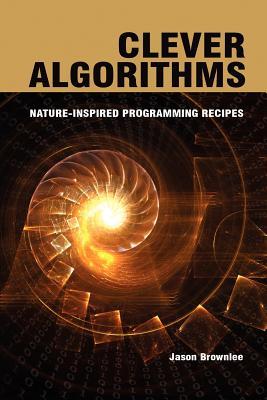 CLEVER
ALGORITHMS
NATURE-INSPIRED PROGRAMMING RECIPES
Jason Brownlee